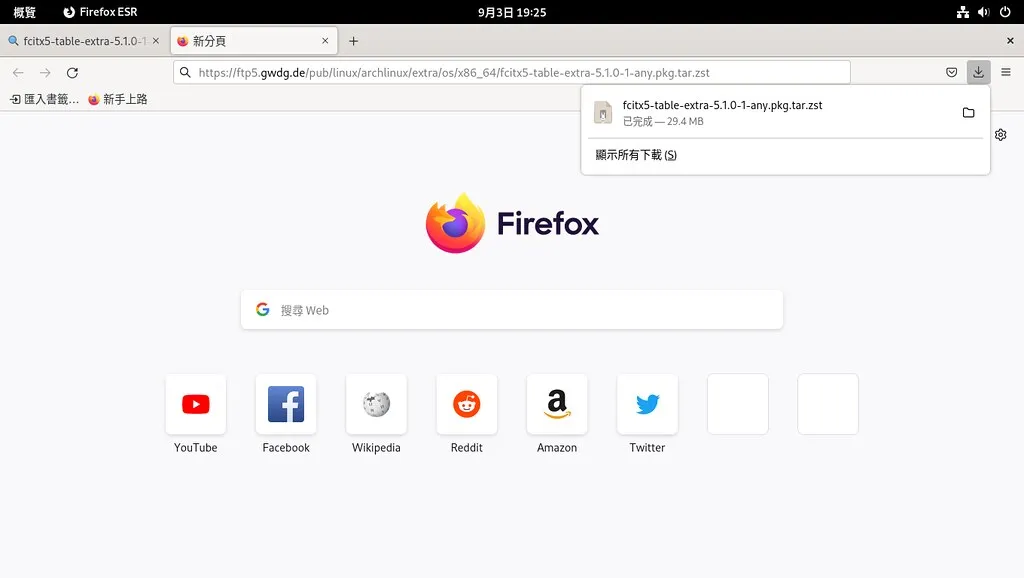 概覽 Firefox ESR 9月3日 19:25
fcitx5-table-extra-5.1.0-1 新分頁
https://ftp5.gwdg.de/pub/linux/archlinux/extra/os/x86_64/fcitx5-table-extra-5.1.0-1-any.pkg.tar.zst
匯入書籤… 新手上路
fcitx5-table-extra-5.1.0-1-any.pkg.tar.zst
已完成 — 29.4 MB
顯示所有下載 (S)
Firefox
搜尋 Web
YouTube Facebook Wikipedia Reddit Amazon Twitter